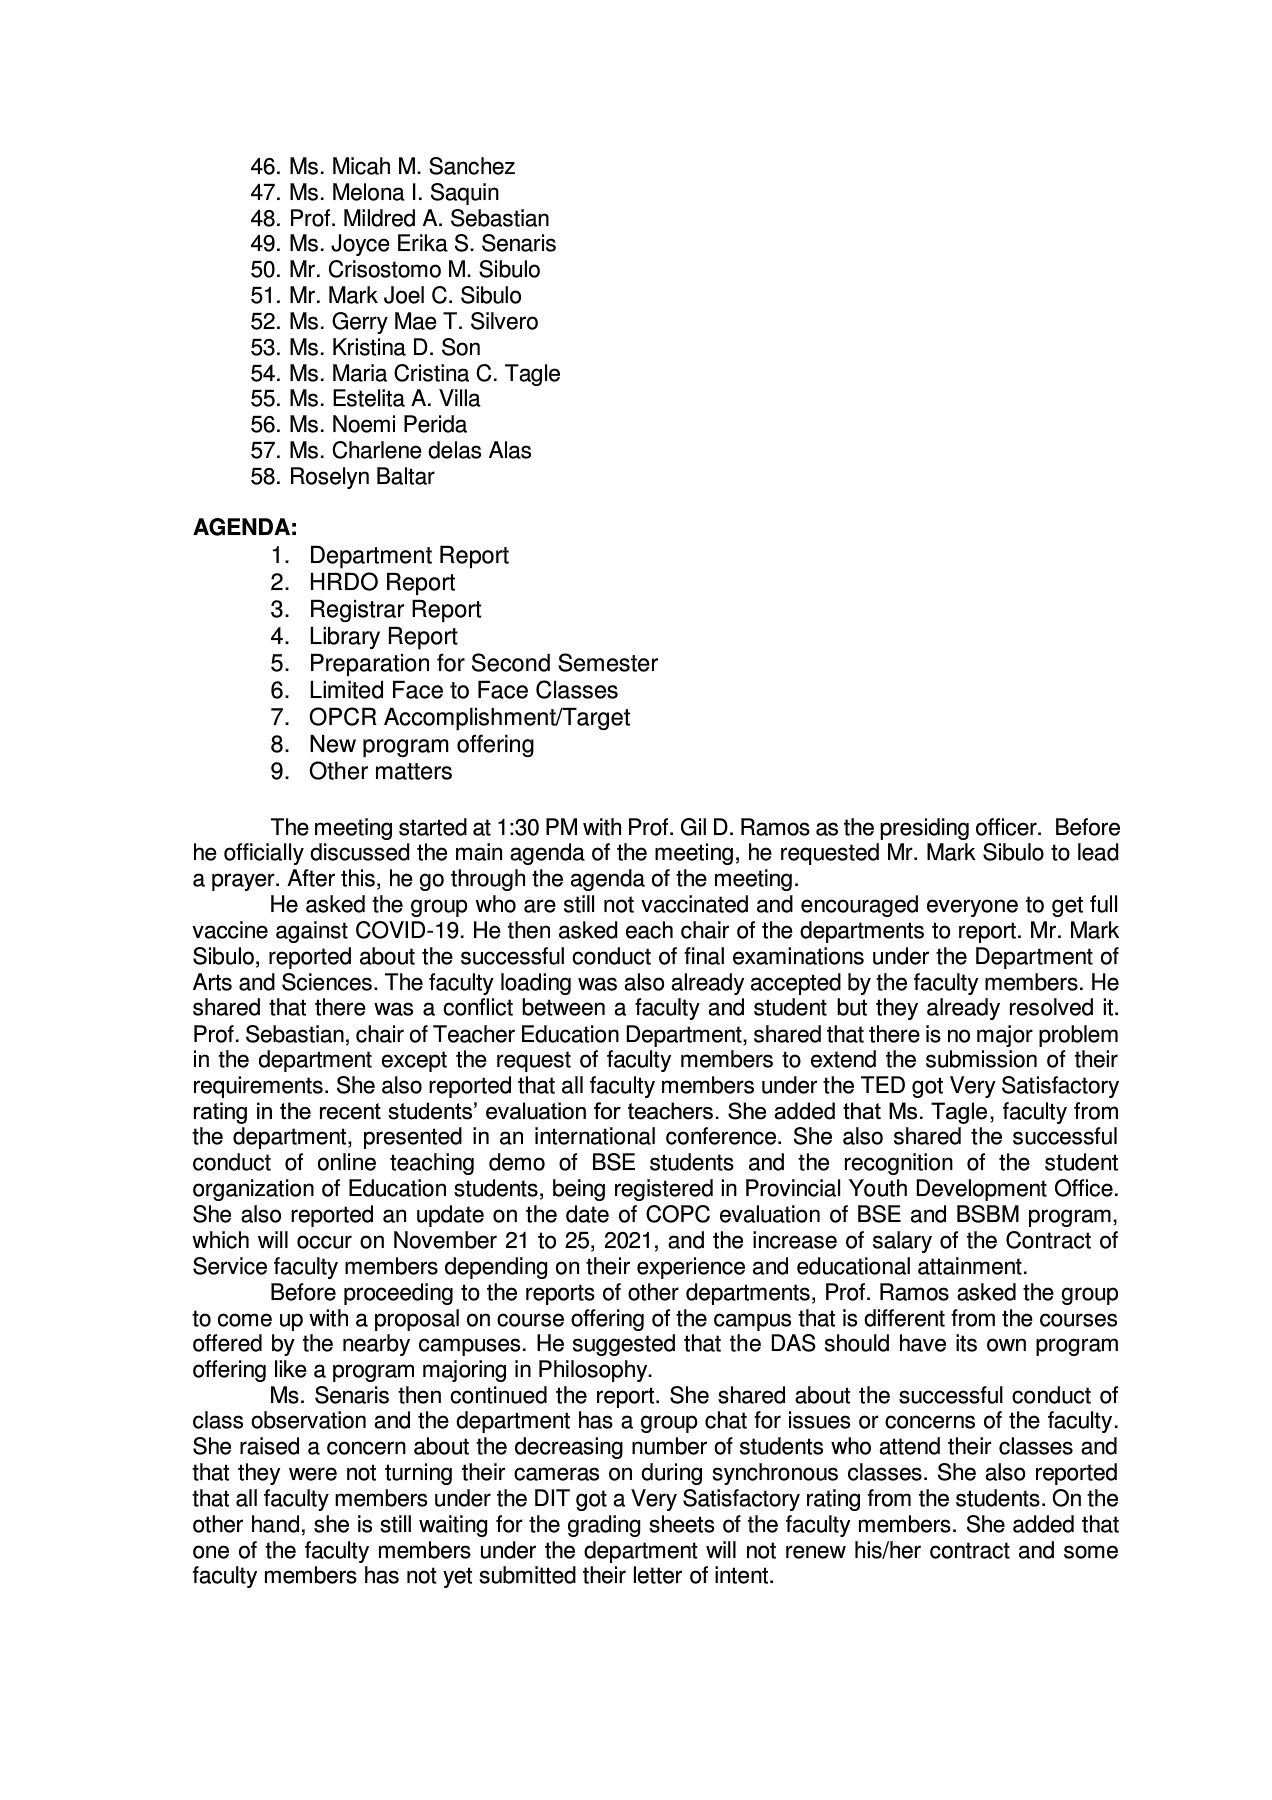 46. Ms. Micah M. Sanchez
47. Ms. Melona I. Saquin
48. Prof. Mildred A. Sebastian
49. Ms. Joyce Erika S. Senaris
50. Mr. Crisostomo M. Sibulo
51. Mr. Mark Joel C. Sibulo
52. Ms. Gerry Mae T. Silvero
53. Ms. Kristina D. Son
54. Ms. Maria Cristina C. Tagle
55. Ms. Estelita A. Villa
56. Ms. Noemi Perida
57. Ms. Charlene delas Alas
58. Roselyn Baltar
AGENDA:
1. Department Report
2. HRDO Report
3. Registrar Report
4. Library Report
5. Preparation for Second Semester
6. Limited Face to Face Classes
7. OPCR Accomplishment/Target
8. New program offering
9. Other matters
The meeting started at 1:30 PM with Prof. Gil D. Ramos as the presiding officer. Before
he officially discussed the main agenda of the meeting, he requested Mr. Mark Sibulo to lead
a prayer. After this, he go through the agenda of the meeting.
He asked the group who are still not vaccinated and encouraged everyone to get full
vaccine against COVID-19. He then asked each chair of the departments to report. Mr. Mark
Sibulo, reported about the successful conduct of final examinations under the Department of
Arts and Sciences. The faculty loading was also already accepted by the faculty members. He
shared that there was a conflict between a faculty and student but they already resolved it.
Prof. Sebastian, chair of Teacher Education Department, shared that there is no major problem
in the department except the request of faculty members to extend the submission of their
requirements. She also reported that all faculty members under the TED got Very Satisfactory
rating in the recent students’ evaluation for teachers. She added that Ms. Tagle, faculty from
the department, presented in an international conference. She also shared the successful
conduct of online teaching demo of BSE students and the recognition of the student
organization of Education students, being registered in Provincial Youth Development Office.
She also reported an update on the date of COPC evaluation of BSE and BSBM program,
which will occur on November 21 to 25, 2021, and the increase of salary of the Contract of
Service faculty members depending on their experience and educational attainment.
Before proceeding to the reports of other departments, Prof. Ramos asked the group
to come up with a proposal on course offering of the campus that is different from the courses
offered by the nearby campuses. He suggested that the DAS should have its own program
offering like a program majoring in Philosophy.
Ms. Senaris then continued the report. She shared about the successful conduct of
class observation and the department has a group chat for issues or concerns of the faculty.
She raised a concern about the decreasing number of students who attend their classes and
that they were not turning their cameras on during synchronous classes. She also reported
that all faculty members under the DIT got a Very Satisfactory rating from the students. On the
other hand, she is still waiting for the grading sheets of the faculty members. She added that
one of the faculty members under the department will not renew his/her contract and some
faculty members has not yet submitted their letter of intent.